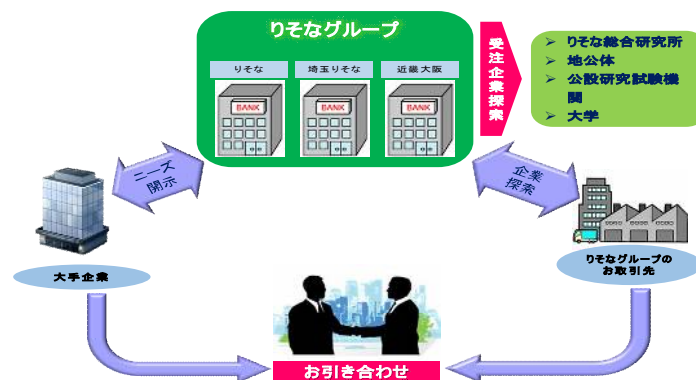 りそなグループ
りそな
埼玉りそな
近畿大阪
BANK
BANK
BANK
受注企業探索
➢ りそな総合研究所
➢ 地公体
➢ 公設研究試験機
関
➢ 大学
ニーズ
開示
企業
探索
大手企業
りそなグループの
お取引先
お引き合わせ